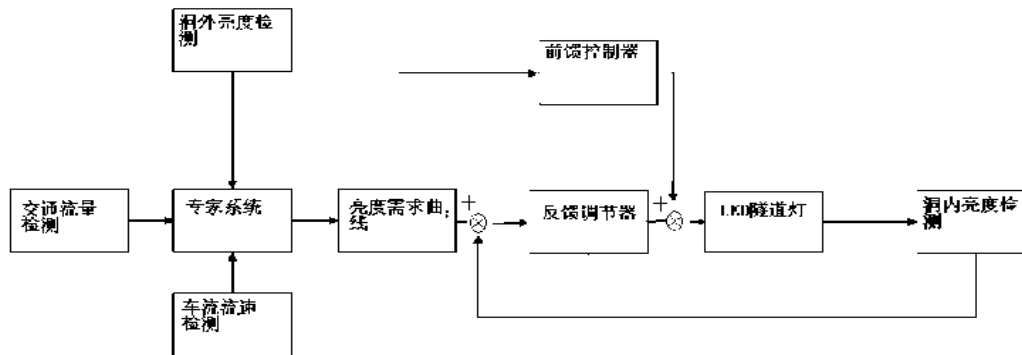 洞外亮度检
测
前馈控制器
交通流量
检测
专家系统
亮度需求曲,
线
+
反馈调节器
+
LED隧道灯
洞内亮度检
测
车流流速
检测